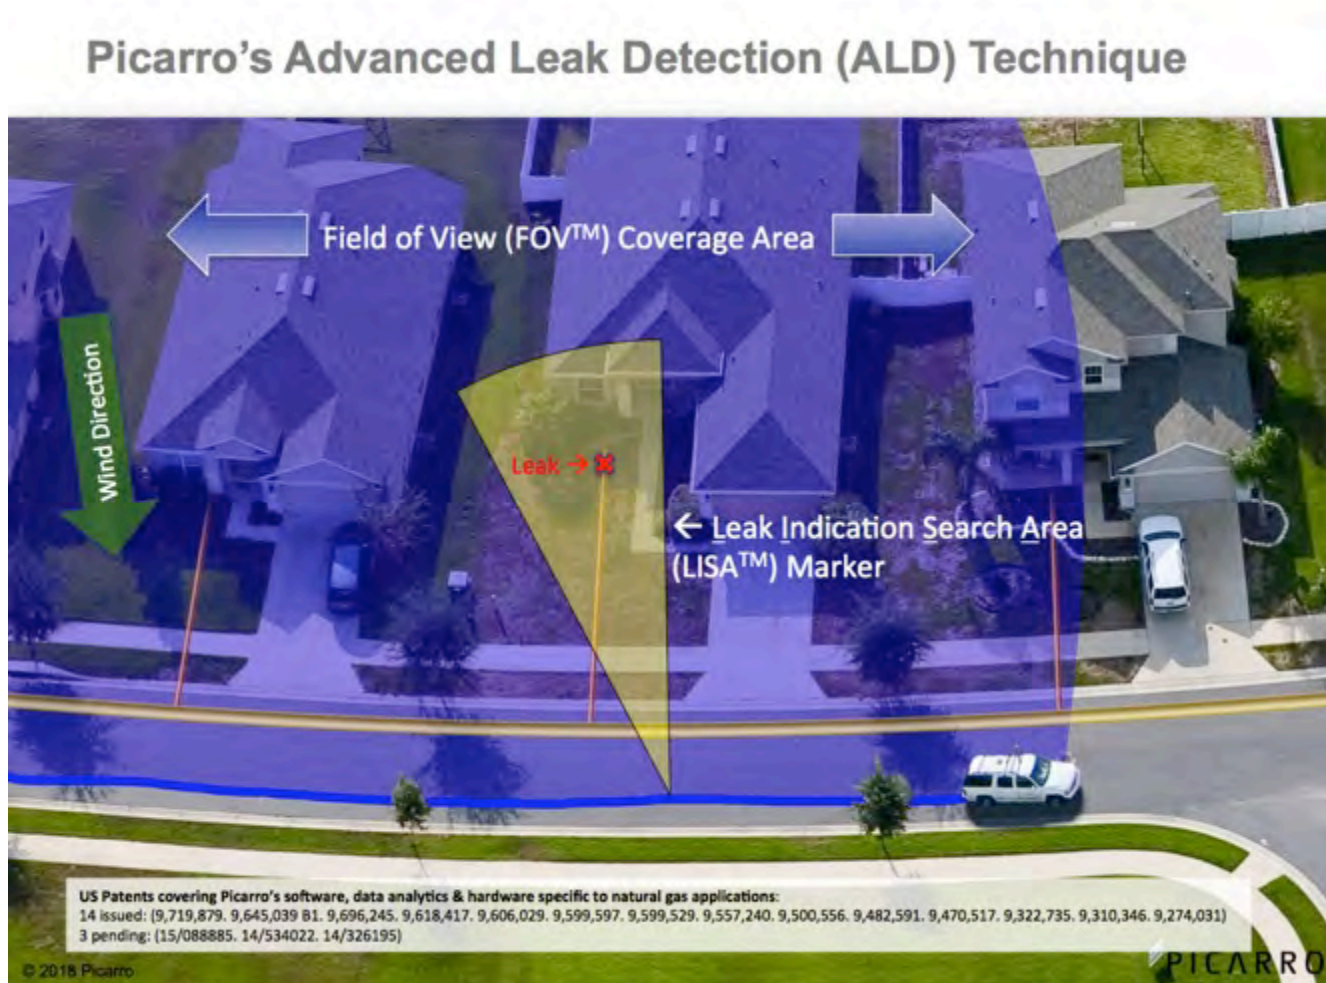 Picarro's Advanced Leak Detection (ALD) Technique
Field of View (FOV™) Coverage Area
Wind Direction
Leak → ✖
← Leak Indication Search Area
(LISA™) Marker
US Patents covering Picarro's software, data analytics & hardware specific to natural gas applications:
14 issued: (9,719,879. 9,645,039 B1. 9,696,245. 9,618,417. 9,606,029. 9,599,597. 9,599,529. 9,557,240. 9,500,556. 9,482,591. 9,470,517. 9,322,735. 9,310,346. 9,274,031)
3 pending: (15/088885. 14/534022. 14/326195)
© 2018 Picarro
PICARRO